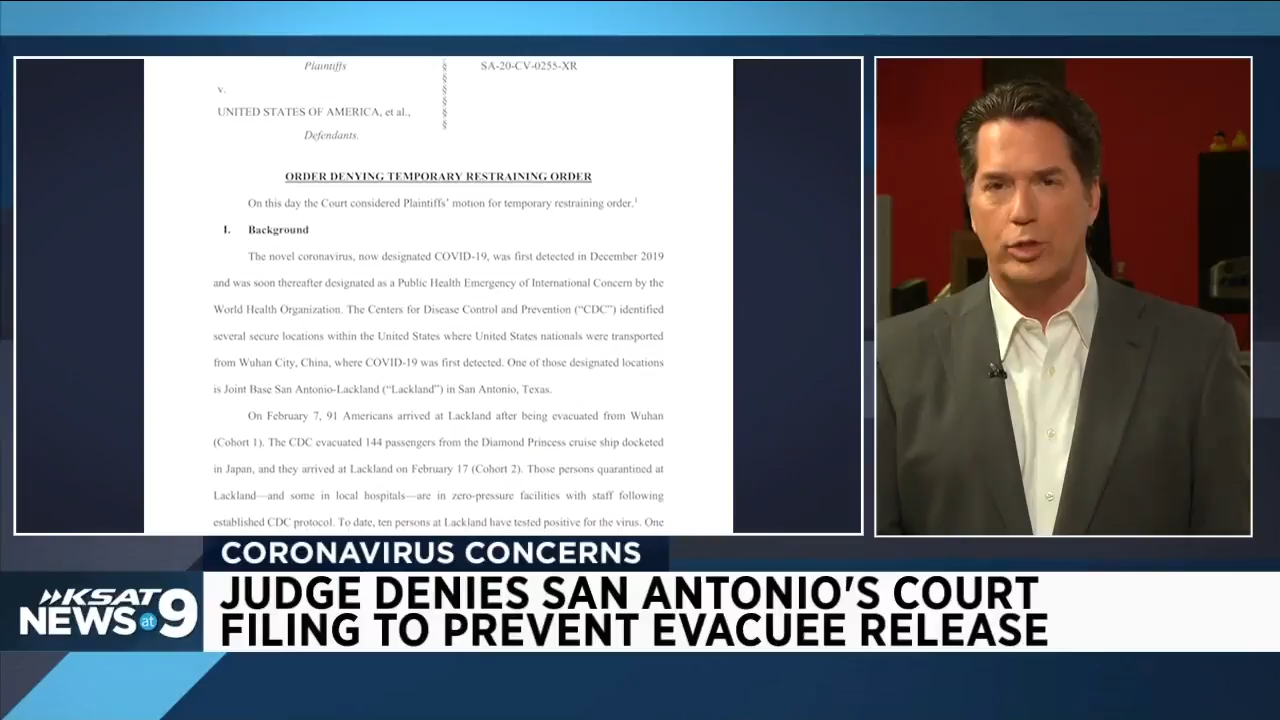 Plaintiffs
v.
UNITED STATES OF AMERICA, et al.,
Defendants.
§
§
§
§
§
§
SA-20-CV-0255-XR
ORDER DENYING TEMPORARY RESTRAINING ORDER
On this day the Court considered Plaintiffs' motion for temporary restraining order.1
I. Background
The novel coronavirus, now designated COVID-19, was first detected in December 2019
and was soon thereafter designated as a Public Health Emergency of International Concern by the
World Health Organization. The Centers for Disease Control and Prevention ("CDC") identified
several secure locations within the United States where United States nationals were transported
from Wuhan City, China, where COVID-19 was first detected. One of those designated locations
is Joint Base San Antonio-Lackland ("Lackland") in San Antonio, Texas.
On February 7, 91 Americans arrived at Lackland after being evacuated from Wuhan
(Cohort 1). The CDC evacuated 144 passengers from the Diamond Princess cruise ship docketed
in Japan, and they arrived at Lackland on February 17 (Cohort 2). Those persons quarantined at
Lackland—and some in local hospitals—are in zero-pressure facilities with staff following
established CDC protocol. To date, ten persons at Lackland have tested positive for the virus. One
CORONAVIRUS CONCERNS
KSAT
NEWS at 9
JUDGE DENIES SAN ANTONIO'S COURT
FILING TO PREVENT EVACUEE RELEASE